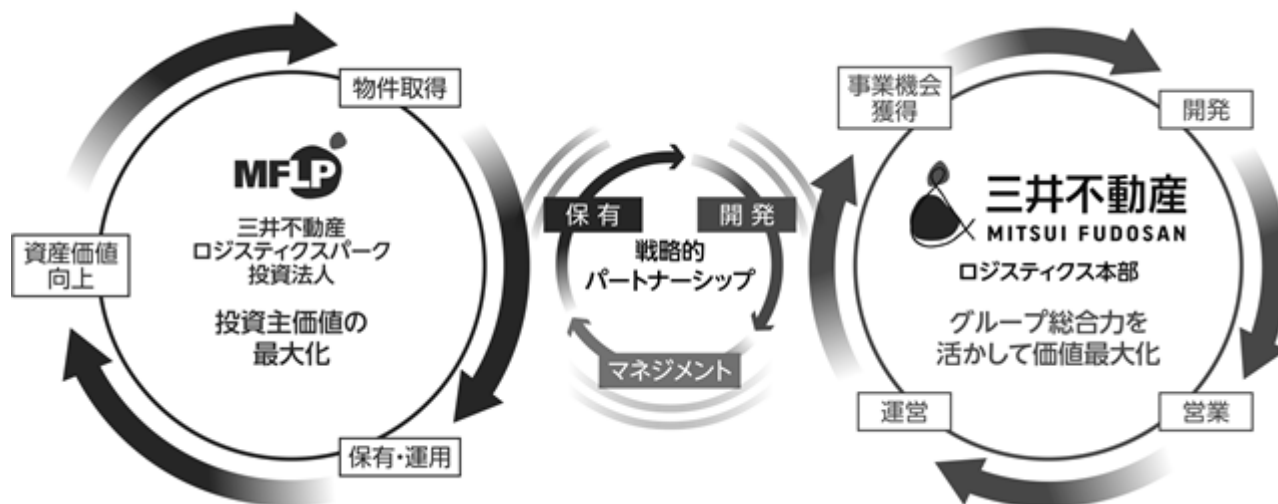 物件取得
MFLP
三井不動産
ロジスティクスパーク
投資法人
投資主価値の
最大化
資産価値
向上
保有・運用
保有
開発
戦略的
パートナーシップ
マネジメント
事業機会
獲得
開発
三井不動産
MITSUI FUDOSAN
ロジスティクス本部
グループ総合力を
活かして価値最大化
運営
営業